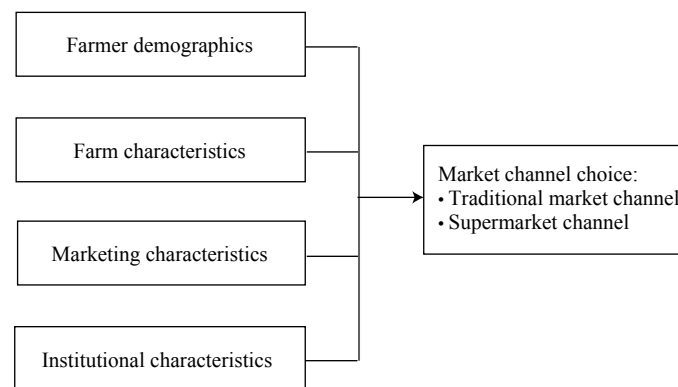 Farmer demographics
Farm characteristics
Marketing characteristics
Institutional characteristics
Market channel choice:
• Traditional market channel
• Supermarket channel